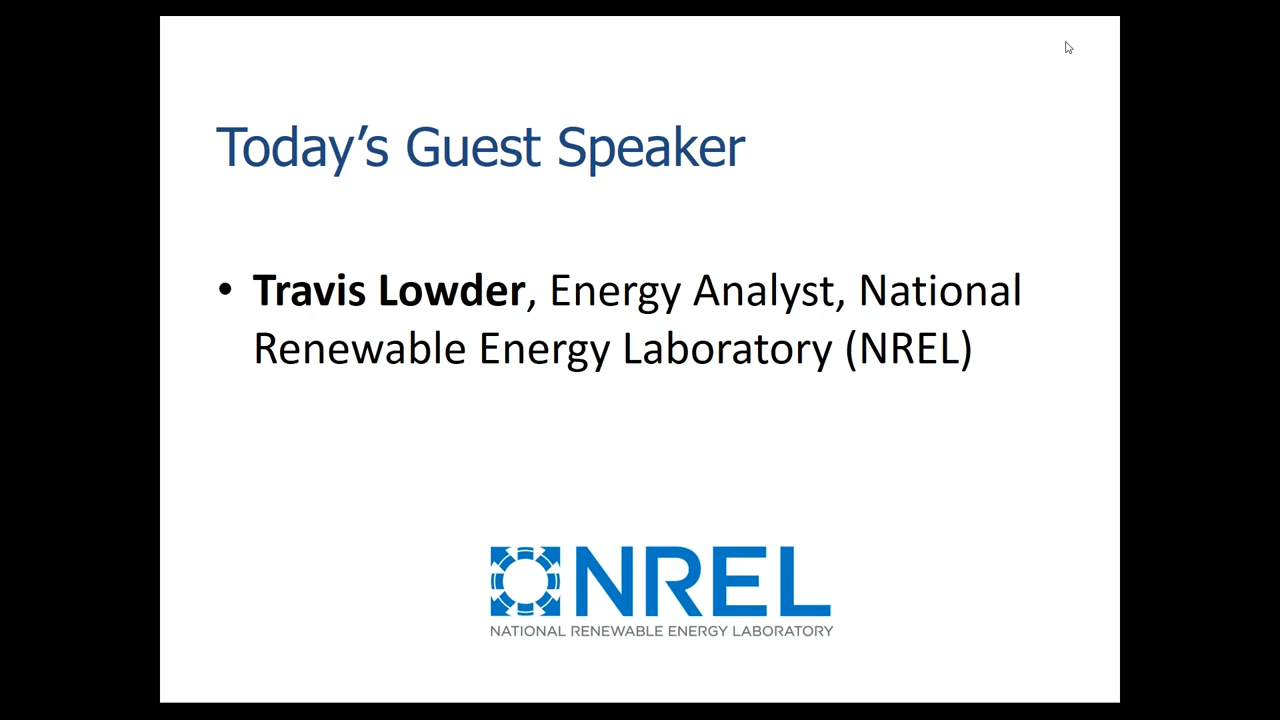 Today's Guest Speaker
• Travis Lowder, Energy Analyst, National
Renewable Energy Laboratory (NREL)
NREL
NATIONAL RENEWABLE ENERGY LABORATORY